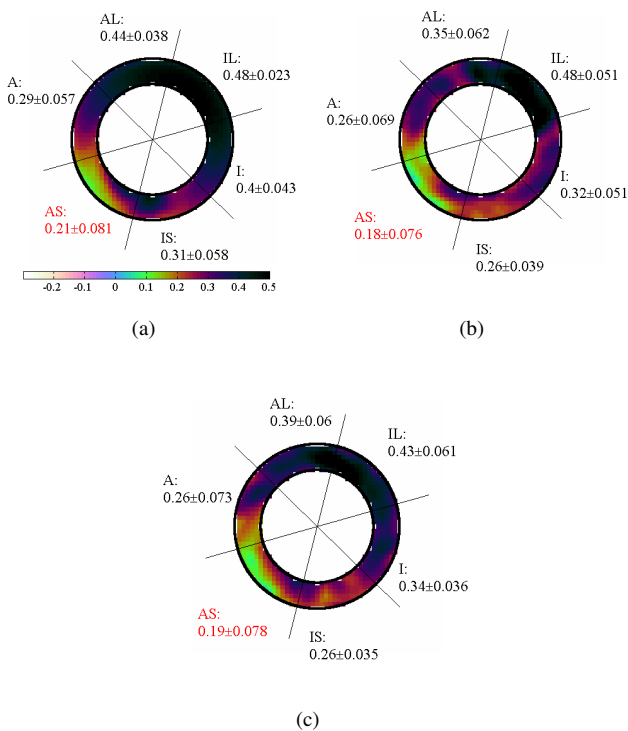 AL:
0.44±0.038
IL:
0.48±0.023
A:
0.29±0.057
I:
0.4±0.043
AS:
0.21±0.081
IS:
0.31±0.058
-0.2 -0.1 0 0.1 0.2 0.3 0.4 0.5
(a)
AL:
0.35±0.062
IL:
0.48±0.051
A:
0.26±0.069
I:
0.32±0.051
AS:
0.18±0.076
IS:
0.26±0.039
(b)
AL:
0.39±0.06
IL:
0.43±0.061
A:
0.26±0.073
I:
0.34±0.036
AS:
0.19±0.078
IS:
0.26±0.035
(c)